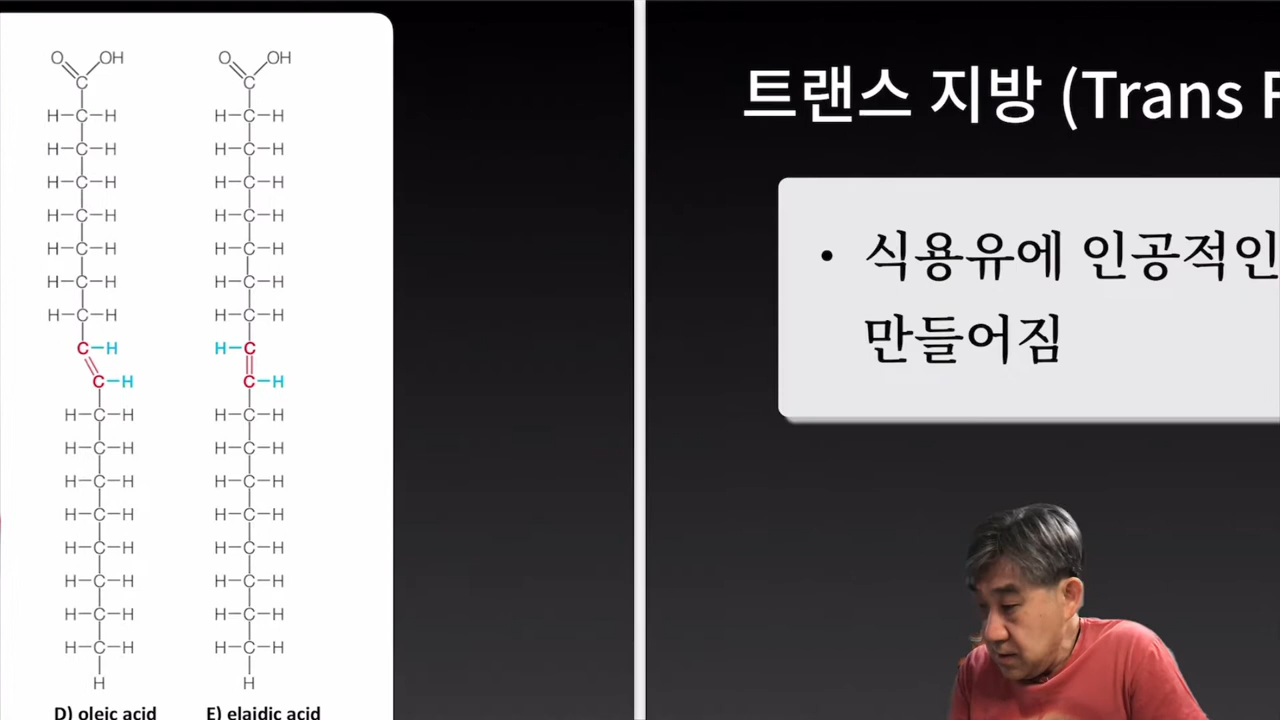 O OH
C
H–C–H
H–C–H
H–C–H
H–C–H
H–C–H
H–C–H
H–C–H
C–H
C–H
H–C–H
H–C–H
H–C–H
H–C–H
H–C–H
H–C–H
H–C–H
H–C–H
H
D) oleic acid
O OH
C
H–C–H
H–C–H
H–C–H
H–C–H
H–C–H
H–C–H
H–C–H
H–C
C–H
H–C–H
H–C–H
H–C–H
H–C–H
H–C–H
H–C–H
H–C–H
H–C–H
H
E) elaidic acid
트랜스 지방 (Trans F
• 식용유에 인공적인
만들어짐